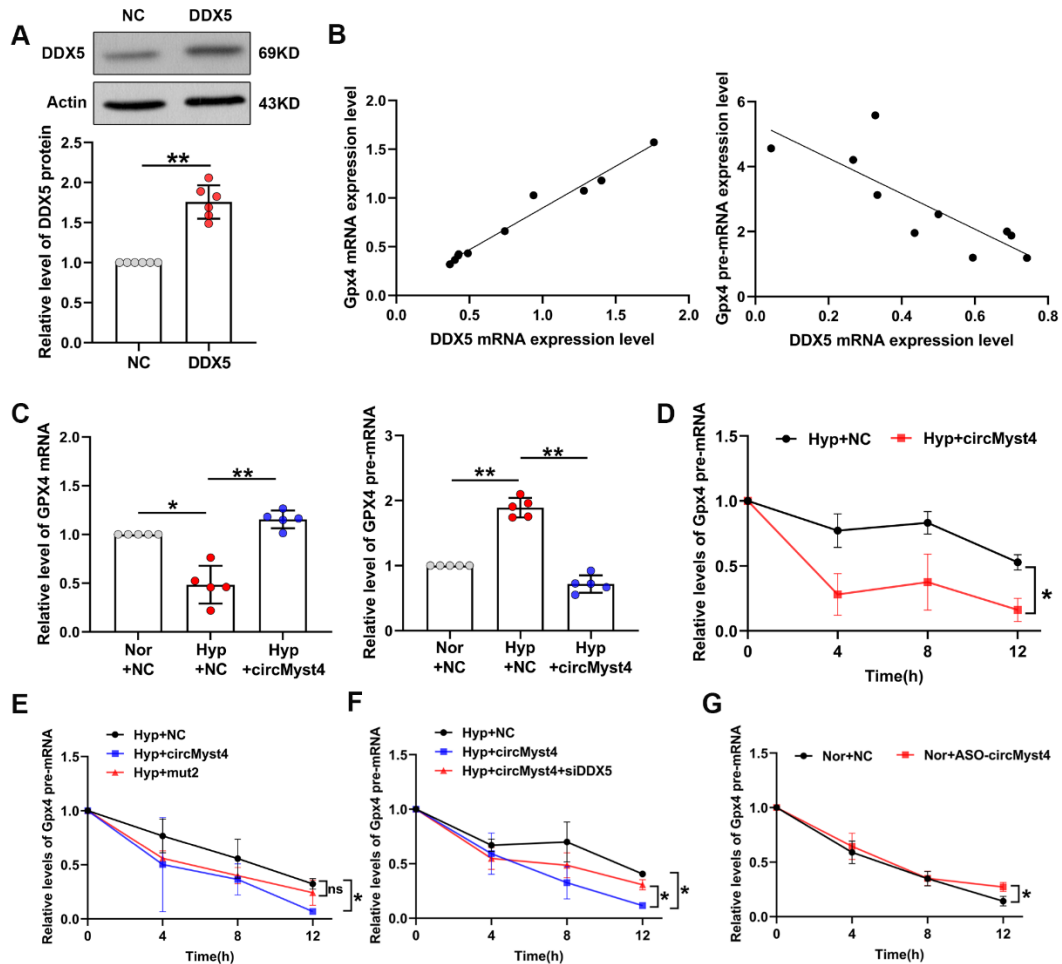 A
NC DDX5
DDX5 69KD
Actin 43KD
Relative level of DDX5 protein
2.5
2.0
1.5
1.0
0.5
0.0
**
NC DDX5
B
Gpx4 mRNA expression level
2.0
1.5
1.0
0.5
0.0
0.0 0.5 1.0 1.5 2.0
DDX5 mRNA expression level
Gpx4 pre-mRNA expression level
6
4
2
0
0.0 0.2 0.4 0.6 0.8
DDX5 mRNA expression level
C
Relative level of GPX4 mRNA
2.0
1.5
1.0
0.5
0.0
*
**
Nor Hyp Hyp
+NC +NC +circMyst4
Relative level of GPX4 pre-mRNA
3
2
1
0
**
**
Nor Hyp Hyp
+NC +NC +circMyst4
D
Relative levels of Gpx4 pre-mRNA
1.5
1.0
0.5
0.0
Hyp+NC Hyp+circMyst4
*
0 4 8 12
Time(h)
E
Relative levels of Gpx4 pre-mRNA
1.5
1.0
0.5
0.0
Hyp+NC
Hyp+circMyst4
Hyp+mut2
ns
*
0 4 8 12
Time(h)
F
Relative levels of Gpx4 pre-mRNA
1.5
1.0
0.5
0.0
Hyp+NC
Hyp+circMyst4
Hyp+circMyst4+siDDX5
*
*
0 4 8 12
Time(h)
G
Relative levels of Gpx4 pre-mRNA
1.5
1.0
0.5
0.0
Nor+NC Nor+ASO-circMyst4
*
0 4 8 12
Time(h)